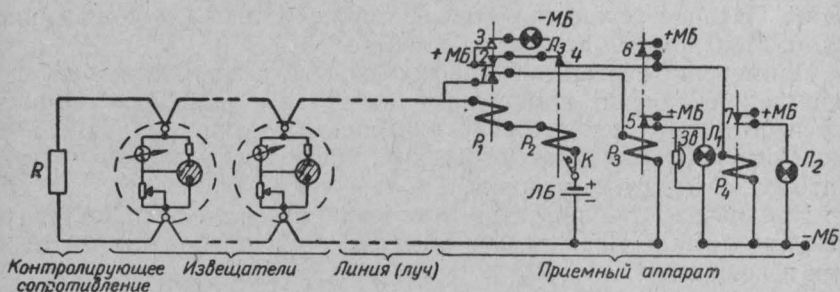 -МБ
3
Л3
+МБ
2
1
4
6
+МБ
5
+МБ
7
+МБ
R
Р1
Р2
К
Р3
Зв
Л1
Р4
Л2
ЛБ
+
-
-МБ
Контролирующее
сопротивление
Извещатели
Линия (луч)
Приемный аппарат